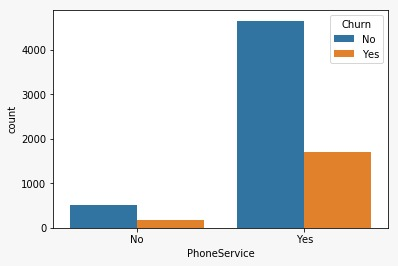 Churn
No
Yes
4000
3000
2000
1000
0
count
No Yes
PhoneService